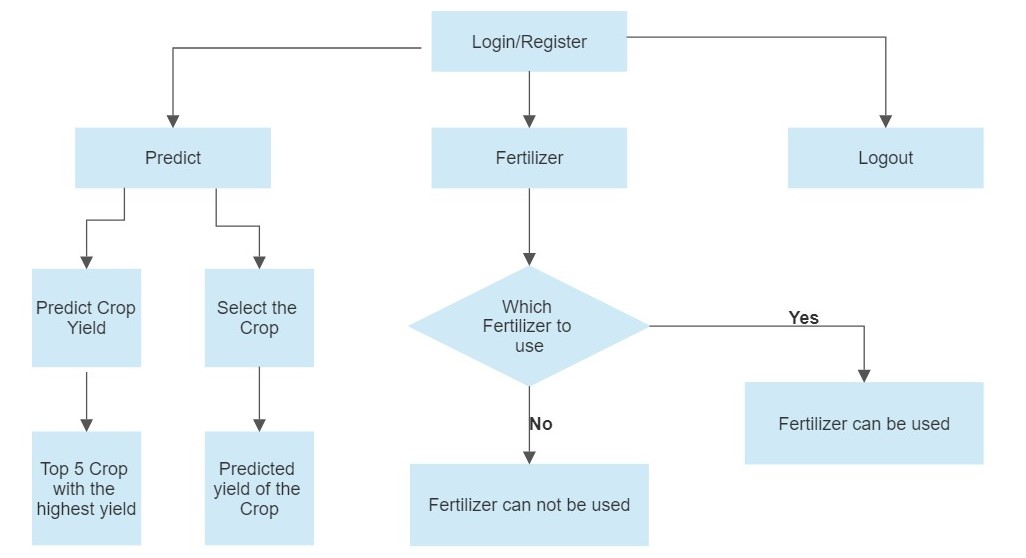 Login/Register
Predict
Fertilizer
Logout
Predict Crop
Yield
Select the
Crop
Which
Fertilizer to
use
Yes
Fertilizer can be used
No
Top 5 Crop
with the
highest yield
Predicted
yield of the
Crop
Fertilizer can not be used